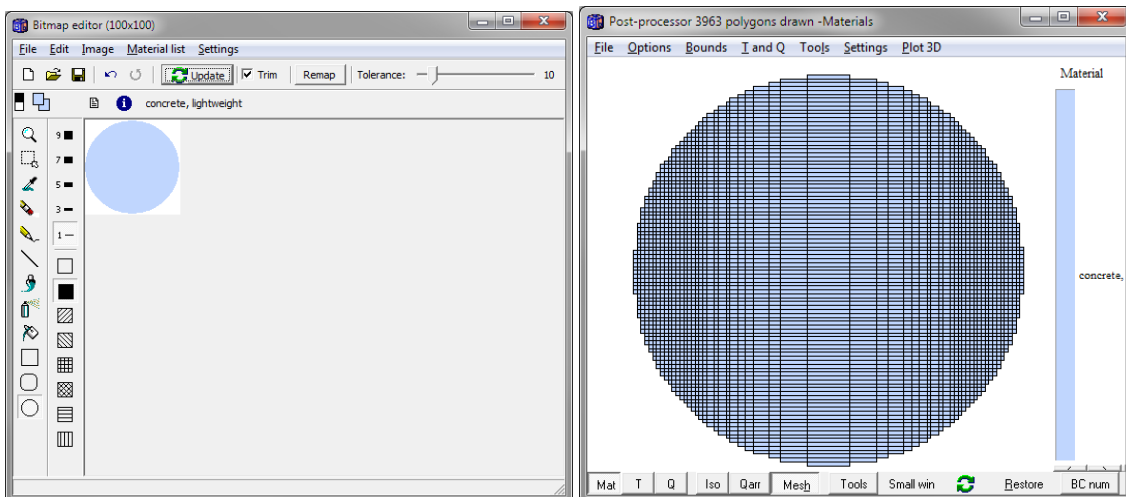 Bitmap editor (100x100)
File Edit Image Material list Settings
Update Trim Remap Tolerance: 10
concrete, lightweight
9
7
5
3
1
Post-processor 3963 polygons drawn -Materials
File Options Bounds T and Q Tools Settings Plot 3D
Material
concrete,
Mat T Q Iso Qarr Mesh Tools Small win Restore BC num